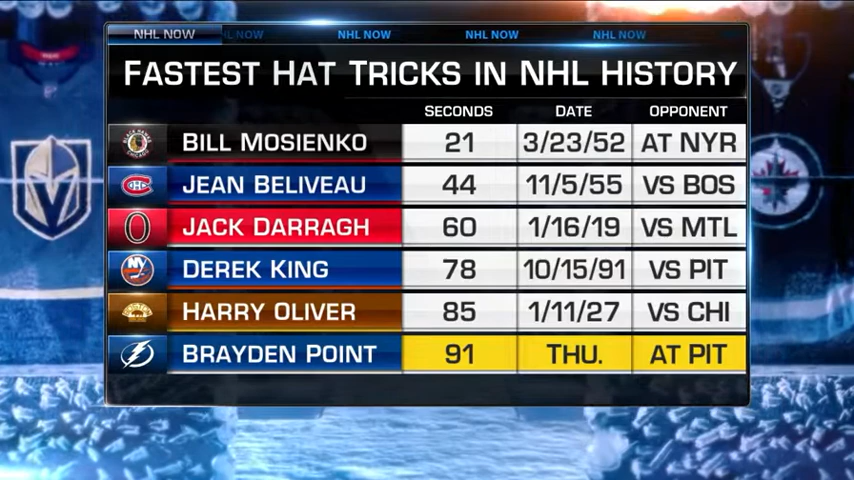 NHL NOW NHL NOW NHL NOW NHL NOW NHL NOW
FASTEST HAT TRICKS IN NHL HISTORY
SECONDS DATE OPPONENT
BILL MOSIENKO 21 3/23/52 AT NYR
JEAN BELIVEAU 44 11/5/55 VS BOS
JACK DARRAGH 60 1/16/19 VS MTL
DEREK KING 78 10/15/91 VS PIT
HARRY OLIVER 85 1/11/27 VS CHI
BRAYDEN POINT 91 THU. AT PIT